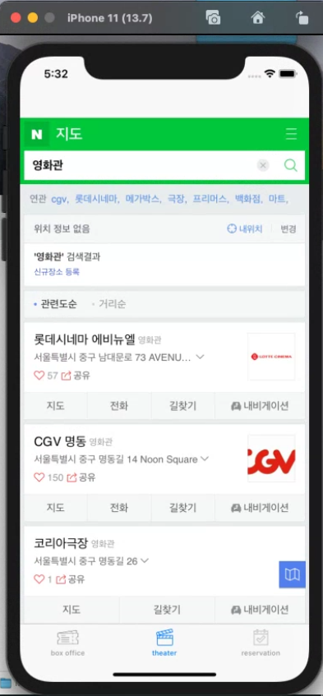 iPhone 11 (13.7)
5:32
N 지도
영화관
연관 cgv, 롯데시네마, 메가박스, 극장, 프리머스, 백화점, 마트,
위치 정보 없음 내위치 변경
'영화관' 검색결과
신규장소 등록
관련도순 거리순
롯데시네마 에비뉴엘 영화관
서울특별시 중구 남대문로 73 AVENU...
57 공유
LOTTE CINEMA
지도 전화 길찾기 내비게이션
CGV 명동 영화관
서울특별시 중구 명동길 14 Noon Square
150 공유
CGV
지도 전화 길찾기 내비게이션
코리아극장 영화관
서울특별시 중구 명동길 26
1 공유
지도 길찾기 내비게이션
box office theater reservation